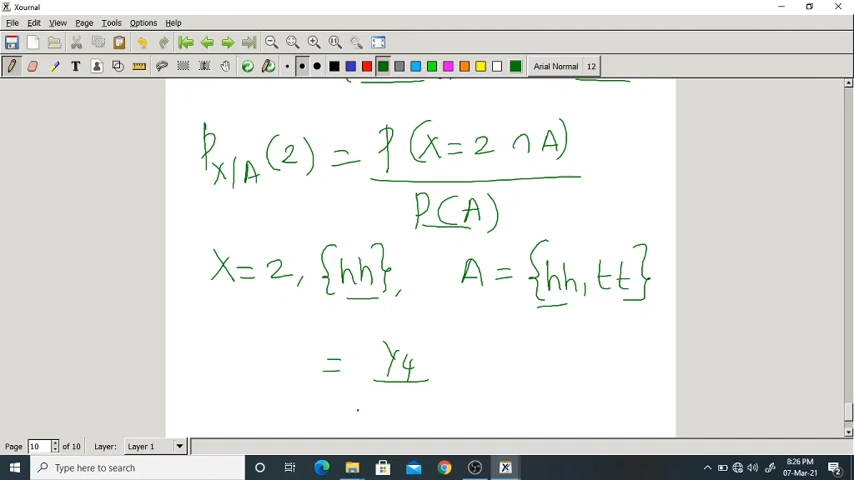 Xournal
File Edit View Page Tools Options Help
Arial Normal 12
P_{X/A}(2) = P(X=2 ∩ A)
P(A)
X=2, {hh}, A = {hh, tt}
= 1/4
Page 10 of 10 Layer: Layer 1
Type here to search
8:26 PM
07-Mar-21
2